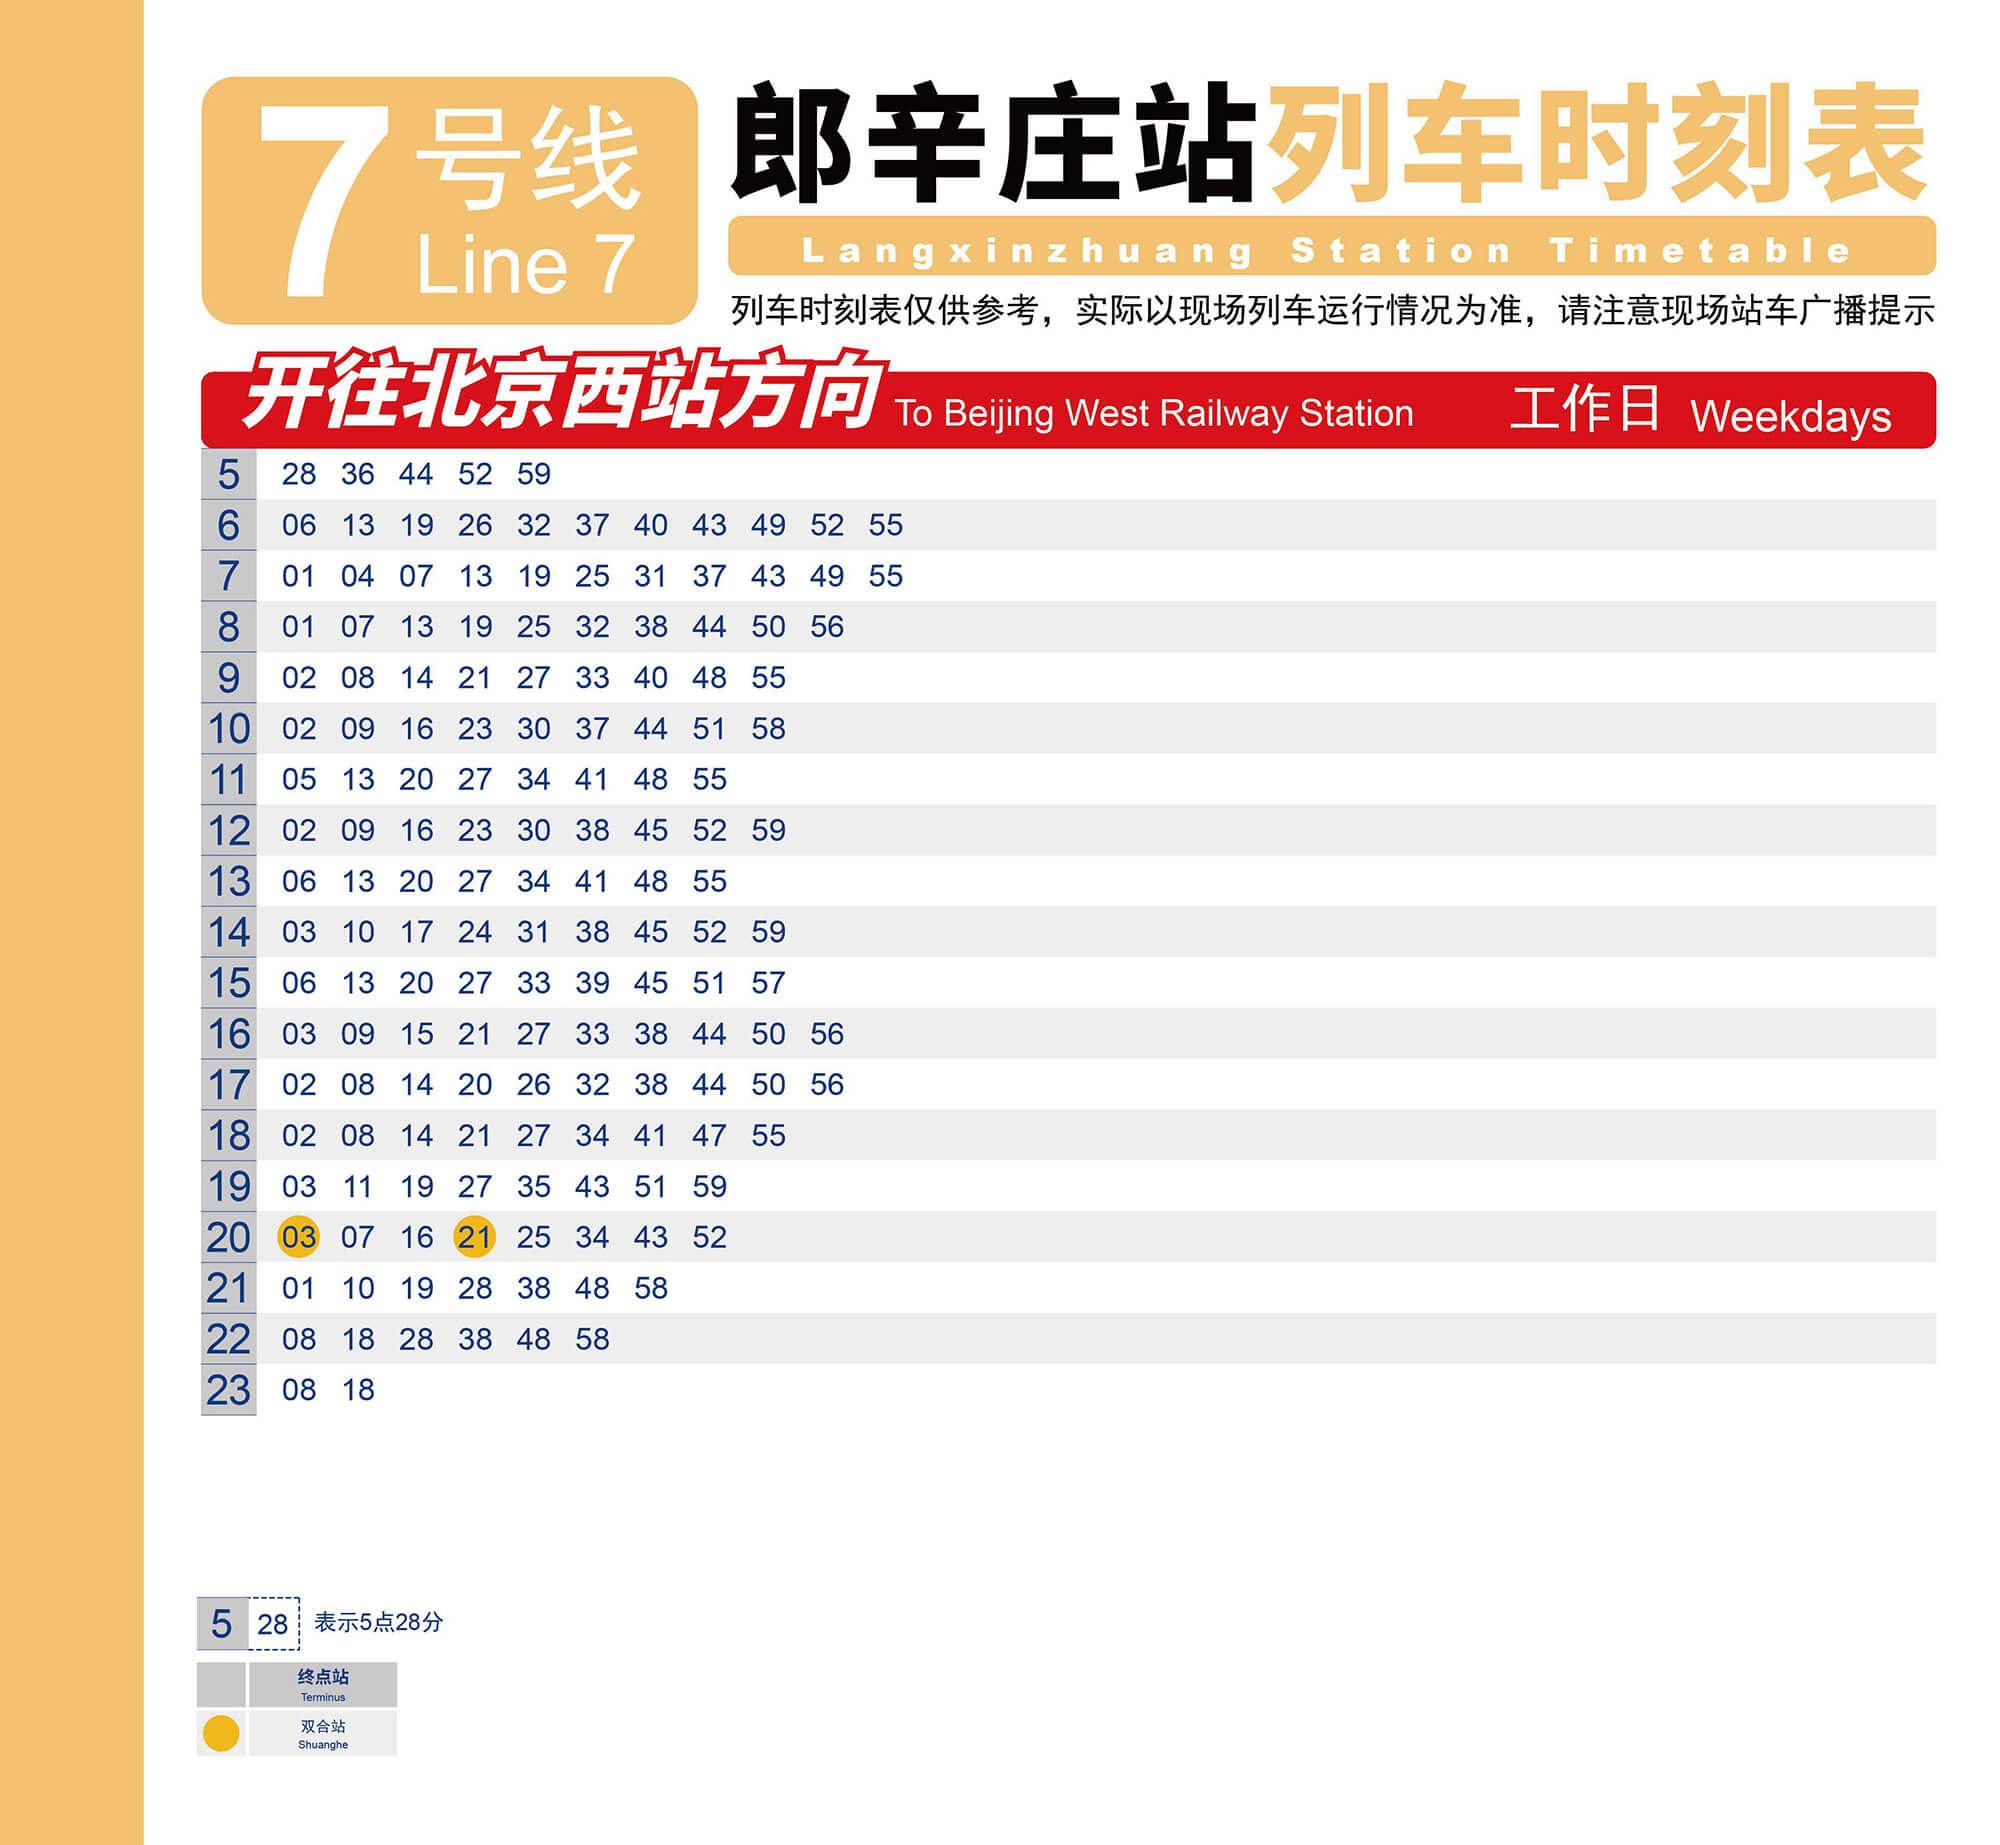 7 号线
Line 7
郎辛庄站列车时刻表
Langxinzhuang Station Timetable
列车时刻表仅供参考，实际以现场列车运行情况为准，请注意现场站车广播提示
开往北京西站方向 To Beijing West Railway Station 工作日 Weekdays
5 28 36 44 52 59
6 06 13 19 26 32 37 40 43 49 52 55
7 01 04 07 13 19 25 31 37 43 49 55
8 01 07 13 19 25 32 38 44 50 56
9 02 08 14 21 27 33 40 48 55
10 02 09 16 23 30 37 44 51 58
11 05 13 20 27 34 41 48 55
12 02 09 16 23 30 38 45 52 59
13 06 13 20 27 34 41 48 55
14 03 10 17 24 31 38 45 52 59
15 06 13 20 27 33 39 45 51 57
16 03 09 15 21 27 33 38 44 50 56
17 02 08 14 20 26 32 38 44 50 56
18 02 08 14 21 27 34 41 47 55
19 03 11 19 27 35 43 51 59
20 03 07 16 21 25 34 43 52
21 01 10 19 28 38 48 58
22 08 18 28 38 48 58
23 08 18
5 28 表示5点28分
终点站
Terminus
双合站
Shuanghe